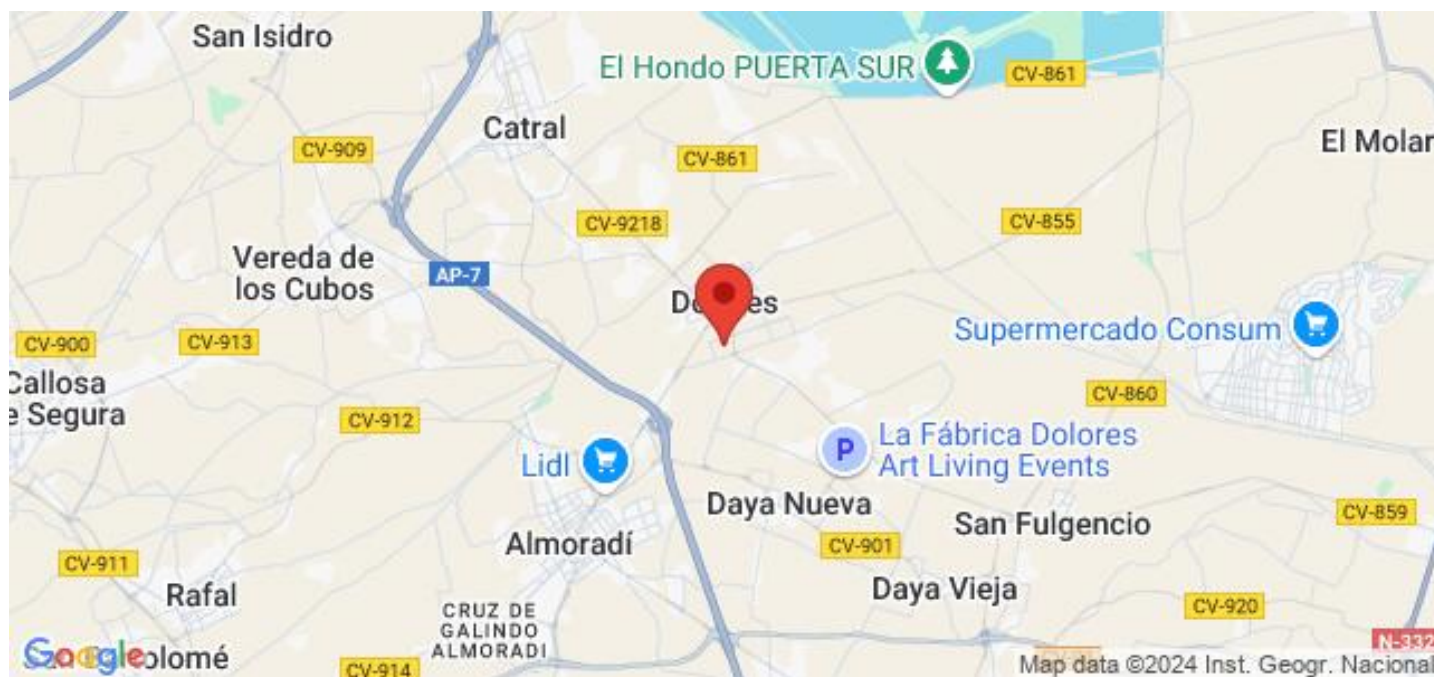 San Isidro
El Hondo PUERTA SUR
CV-861
Catral
El Molar
CV-909
CV-861
CV-9218
CV-855
Vereda de
los Cubos
AP-7
Supermercado Consum
CV-900
CV-913
Callosa
e Segura
CV-860
CV-912
La Fábrica Dolores
Art Living Events
P
Lidl
Daya Nueva
San Fulgencio
CV-859
Almoradí
CV-901
CV-911
Rafal
Daya Vieja
CV-920
CRUZ DE
GALINDO
ALMORADI
N-332
Google
olomé
CV-914
Map data ©2024 Inst. Geogr. Nacional